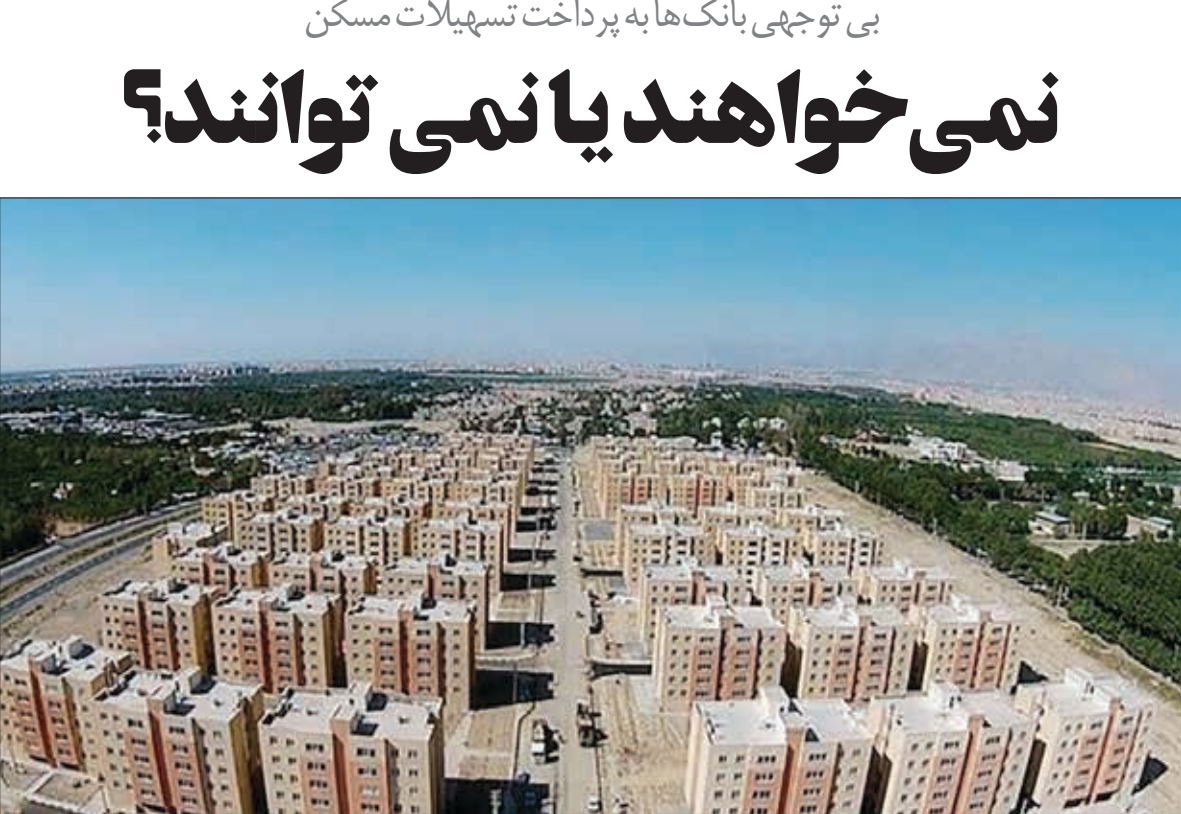 بی توجهی بانک‌ها به پرداخت تسهیلات مسکن
نمی‌خواهند یا نمی توانند؟